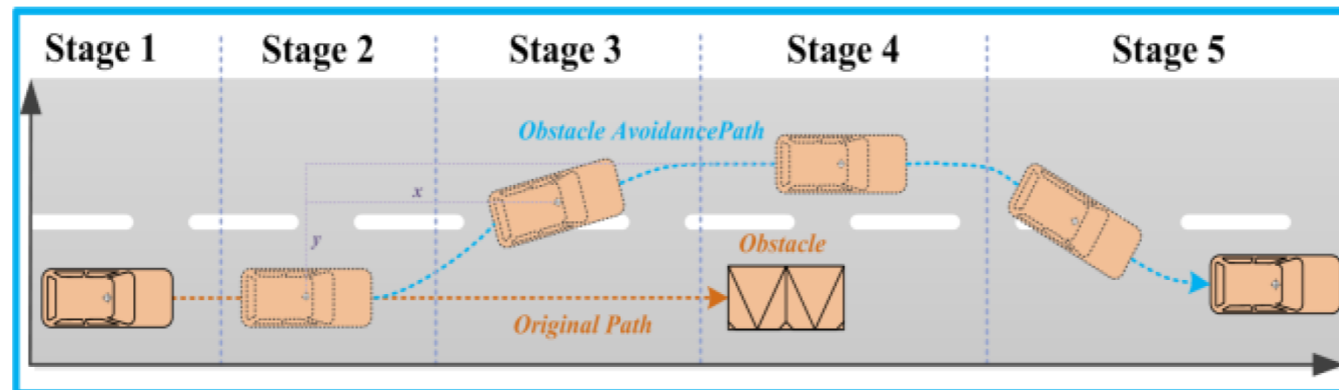 Stage 1
Stage 2
Stage 3
Stage 4
Stage 5
Obstacle AvoidancePath
x
y
Obstacle
Original Path